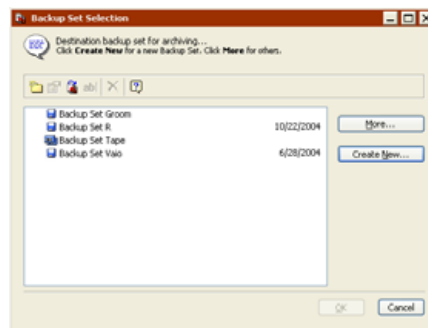 Backup Set Selection
Destination backup set for archiving...
Click Create New for a new Backup Set. Click More for others.
Backup Set Groom
Backup Set R 10/22/2004
Backup Set Tape
Backup Set Vaio 6/28/2004
More...
Create New...
OK
Cancel